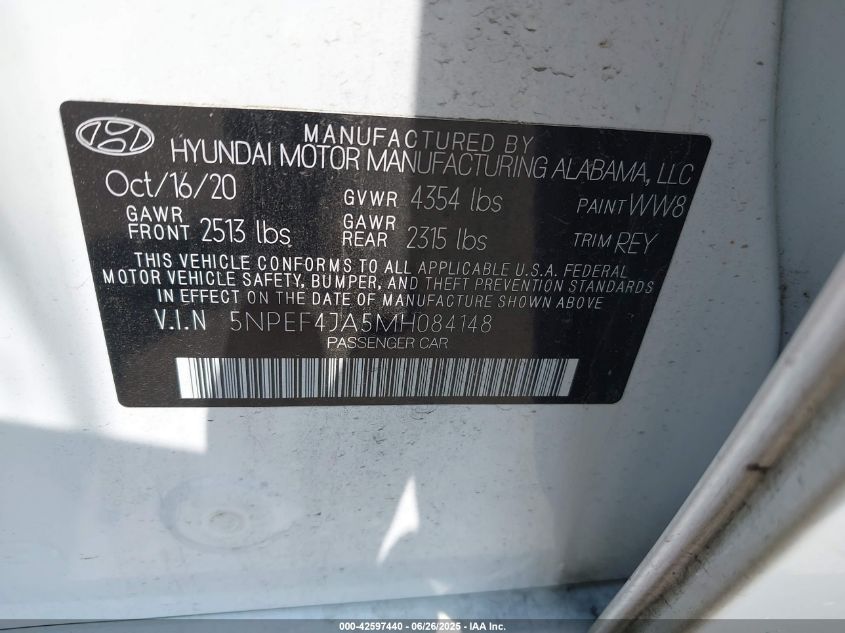 MANUFACTURED BY
HYUNDAI MOTOR MANUFACTURING ALABAMA, LLC
Oct/16/20 GVWR 4354 lbs PAINT WW8
GAWR FRONT 2513 lbs GAWR REAR 2315 lbs TRIM REY
THIS VEHICLE CONFORMS TO ALL APPLICABLE U.S.A. FEDERAL
MOTOR VEHICLE SAFETY, BUMPER, AND THEFT PREVENTION STANDARDS
IN EFFECT ON THE DATE OF MANUFACTURE SHOWN ABOVE
V.I.N 5NPEF4JA5MH084148
PASSENGER CAR
000-42597440 - 06/26/2025 - IAA Inc.